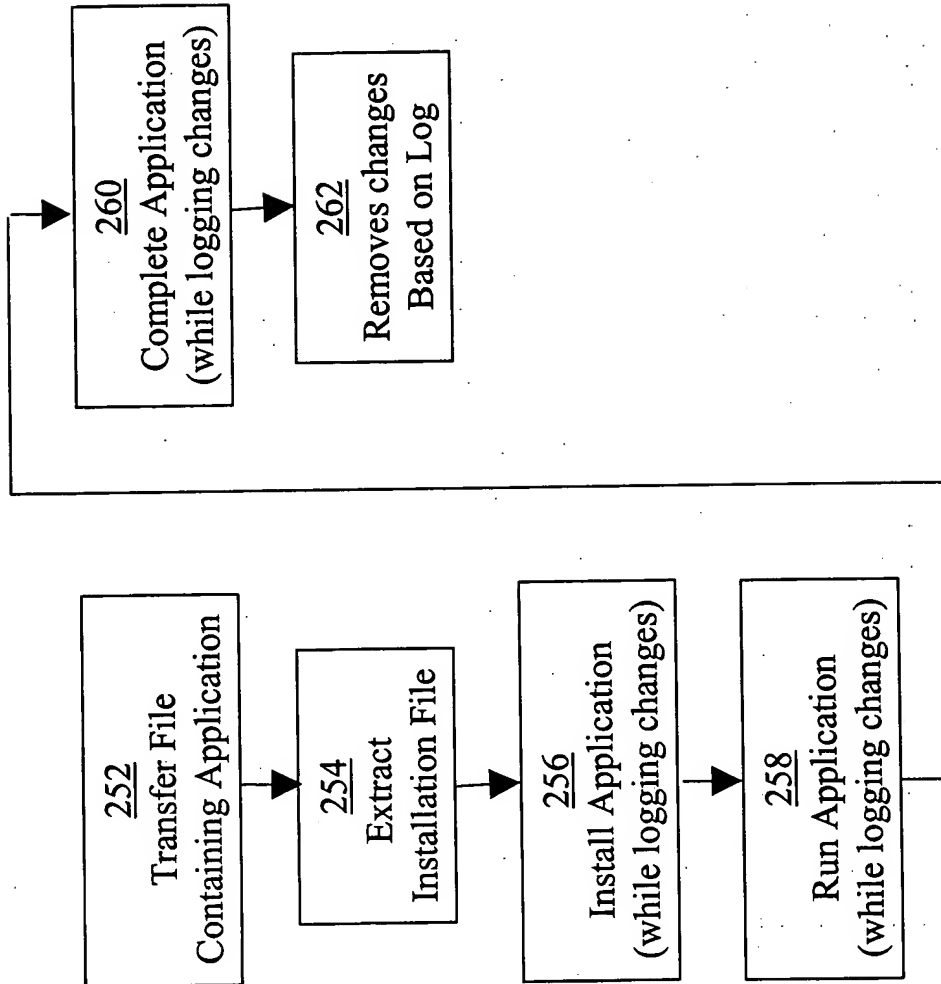 252
Transfer File
Containing Application
254
Extract
Installation File
256
Install Application
(while logging changes)
258
Run Application
(while logging changes)
260
Complete Application
(while logging changes)
262
Removes changes
Based on Log